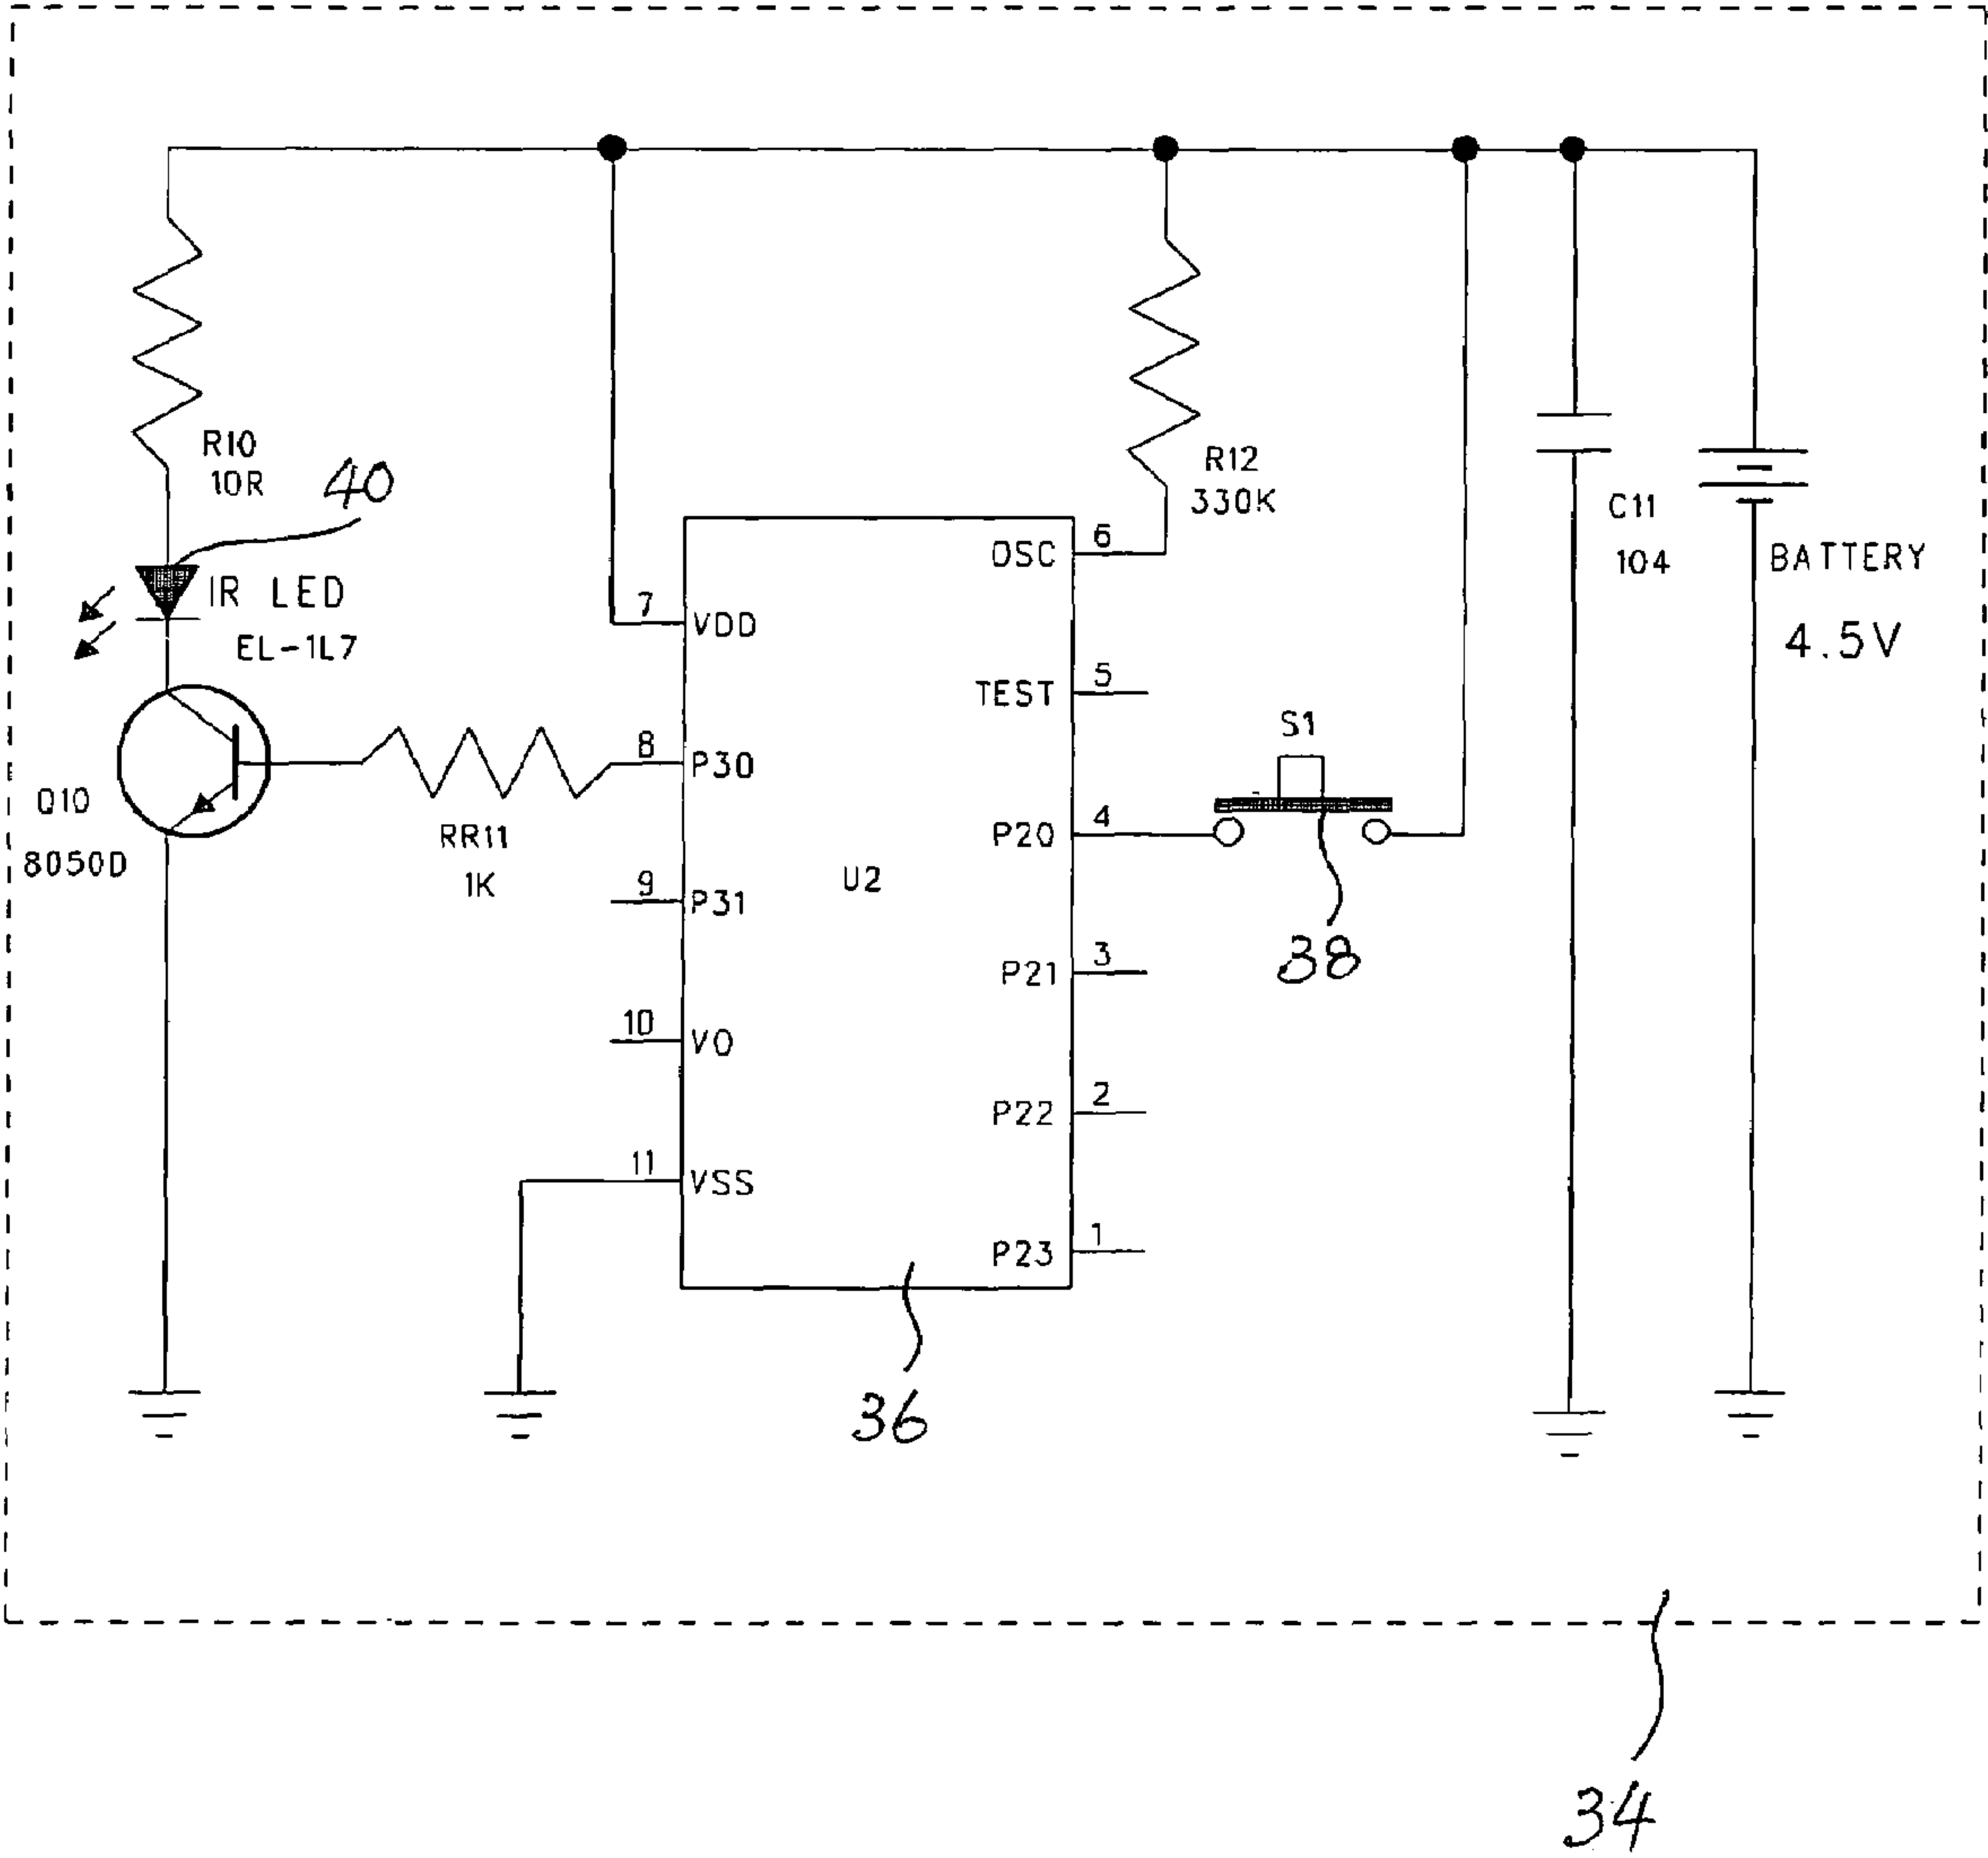 R10
10R
40
IR LED
EL-1L7
Q10
8050D
RR11
1K
7
VDD
8
P30
9
P31
10
VO
11
VSS
U2
OSC
6
TEST
5
P20
4
P21
3
P22
2
P23
1
R12
330K
S1
38
C11
104
BATTERY
4.5V
36
34